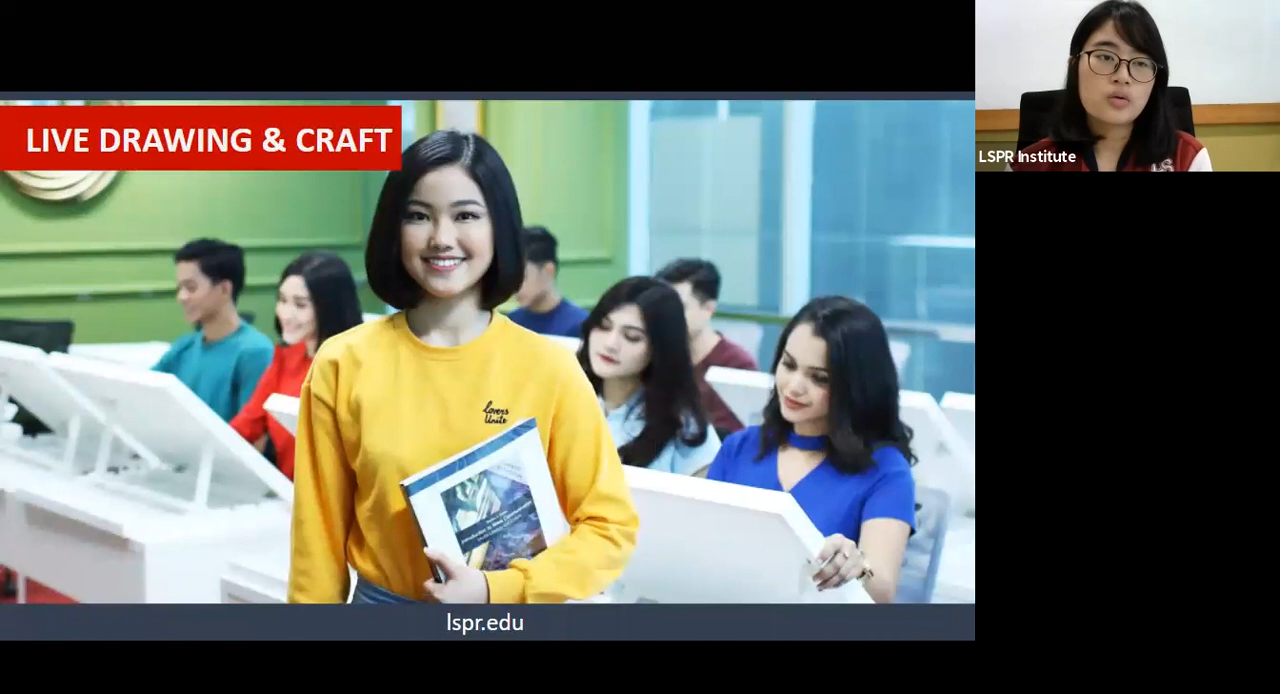 LIVE DRAWING & CRAFT
LSPR Institute
lovers
Unite
lspr.edu